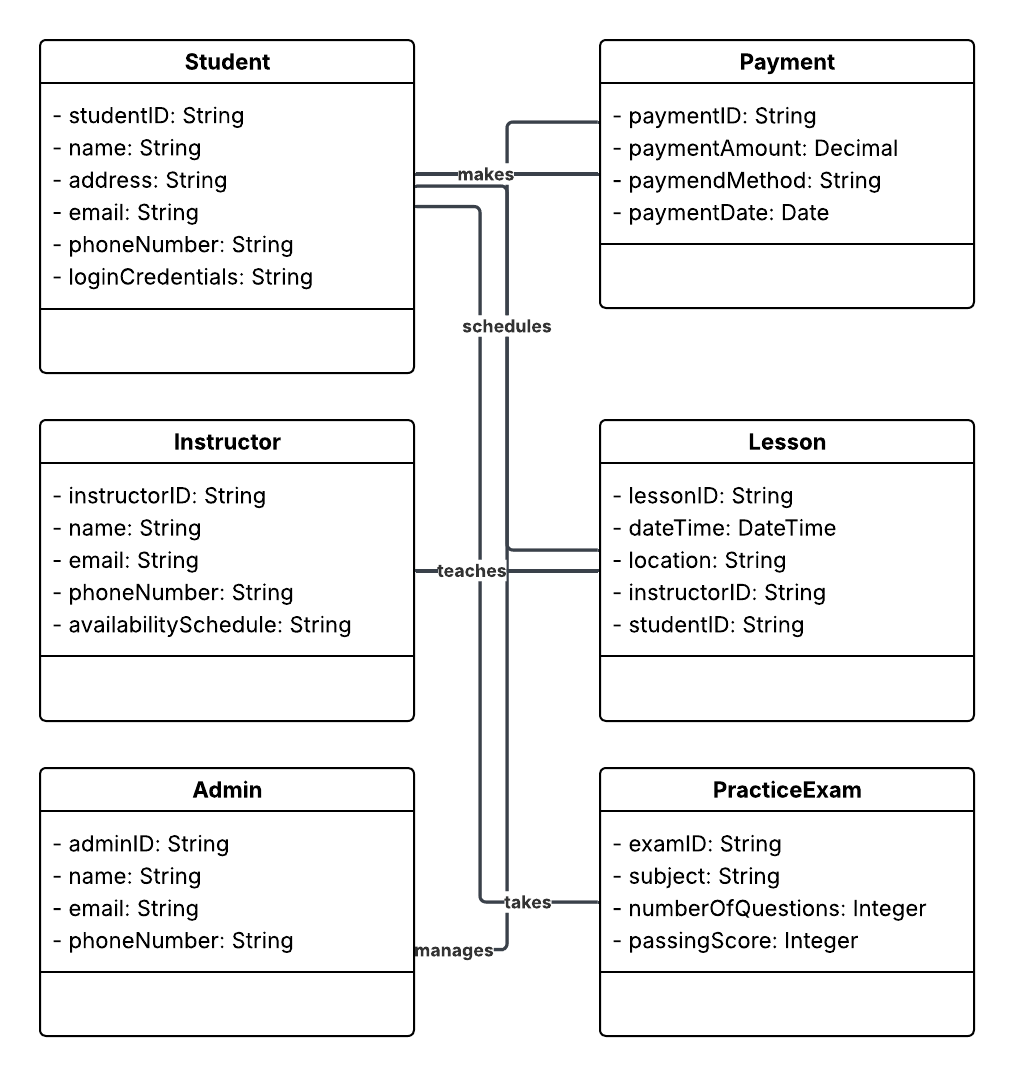 Student
- studentID: String
- name: String
- address: String
- email: String
- phoneNumber: String
- loginCredentials: String
Payment
- paymentID: String
- paymentAmount: Decimal
- paymendMethod: String
- paymentDate: Date
makes
schedules
Instructor
- instructorID: String
- name: String
- email: String
- phoneNumber: String
- availabilitySchedule: String
teaches
Lesson
- lessonID: String
- dateTime: DateTime
- location: String
- instructorID: String
- studentID: String
Admin
- adminID: String
- name: String
- email: String
- phoneNumber: String
manages
takes
PracticeExam
- examID: String
- subject: String
- numberOfQuestions: Integer
- passingScore: Integer